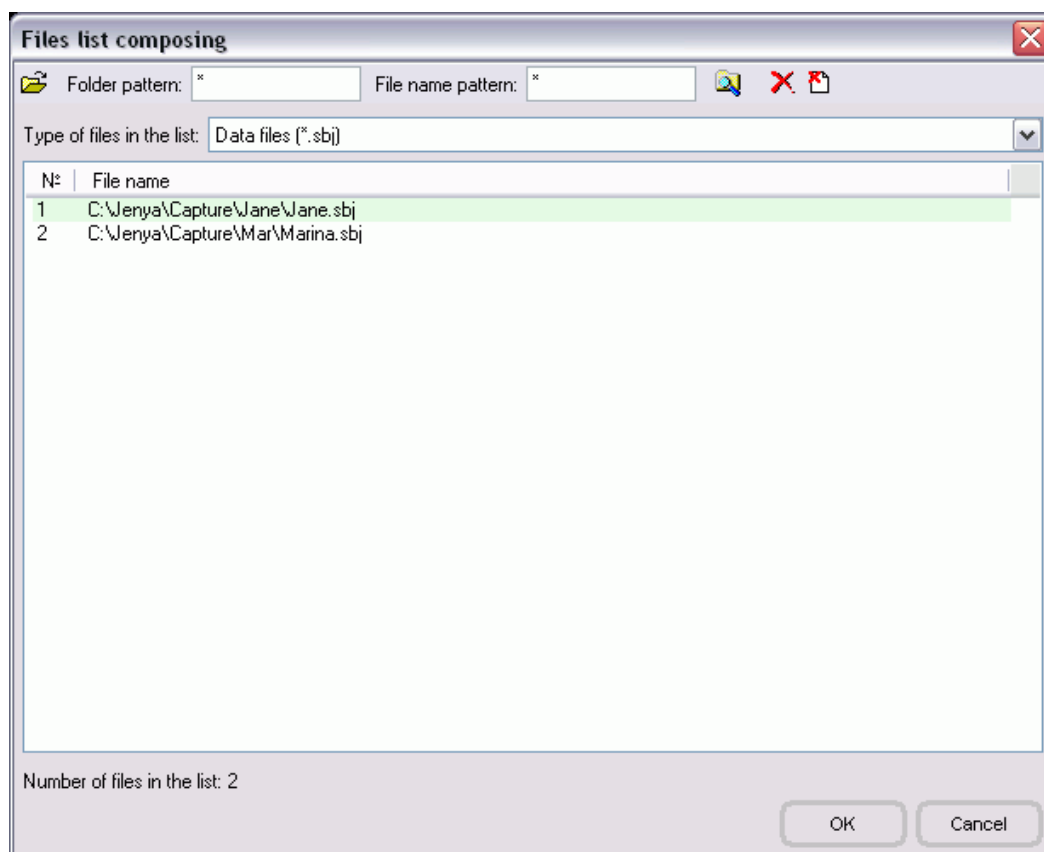 Files list composing
Folder pattern: * File name pattern: *
Type of files in the list: Data files (*.sbj)
№ File name
1 C:\Jenya\Capture\Jane\Jane.sbj
2 C:\Jenya\Capture\Mar\Marina.sbj
Number of files in the list: 2
OK Cancel